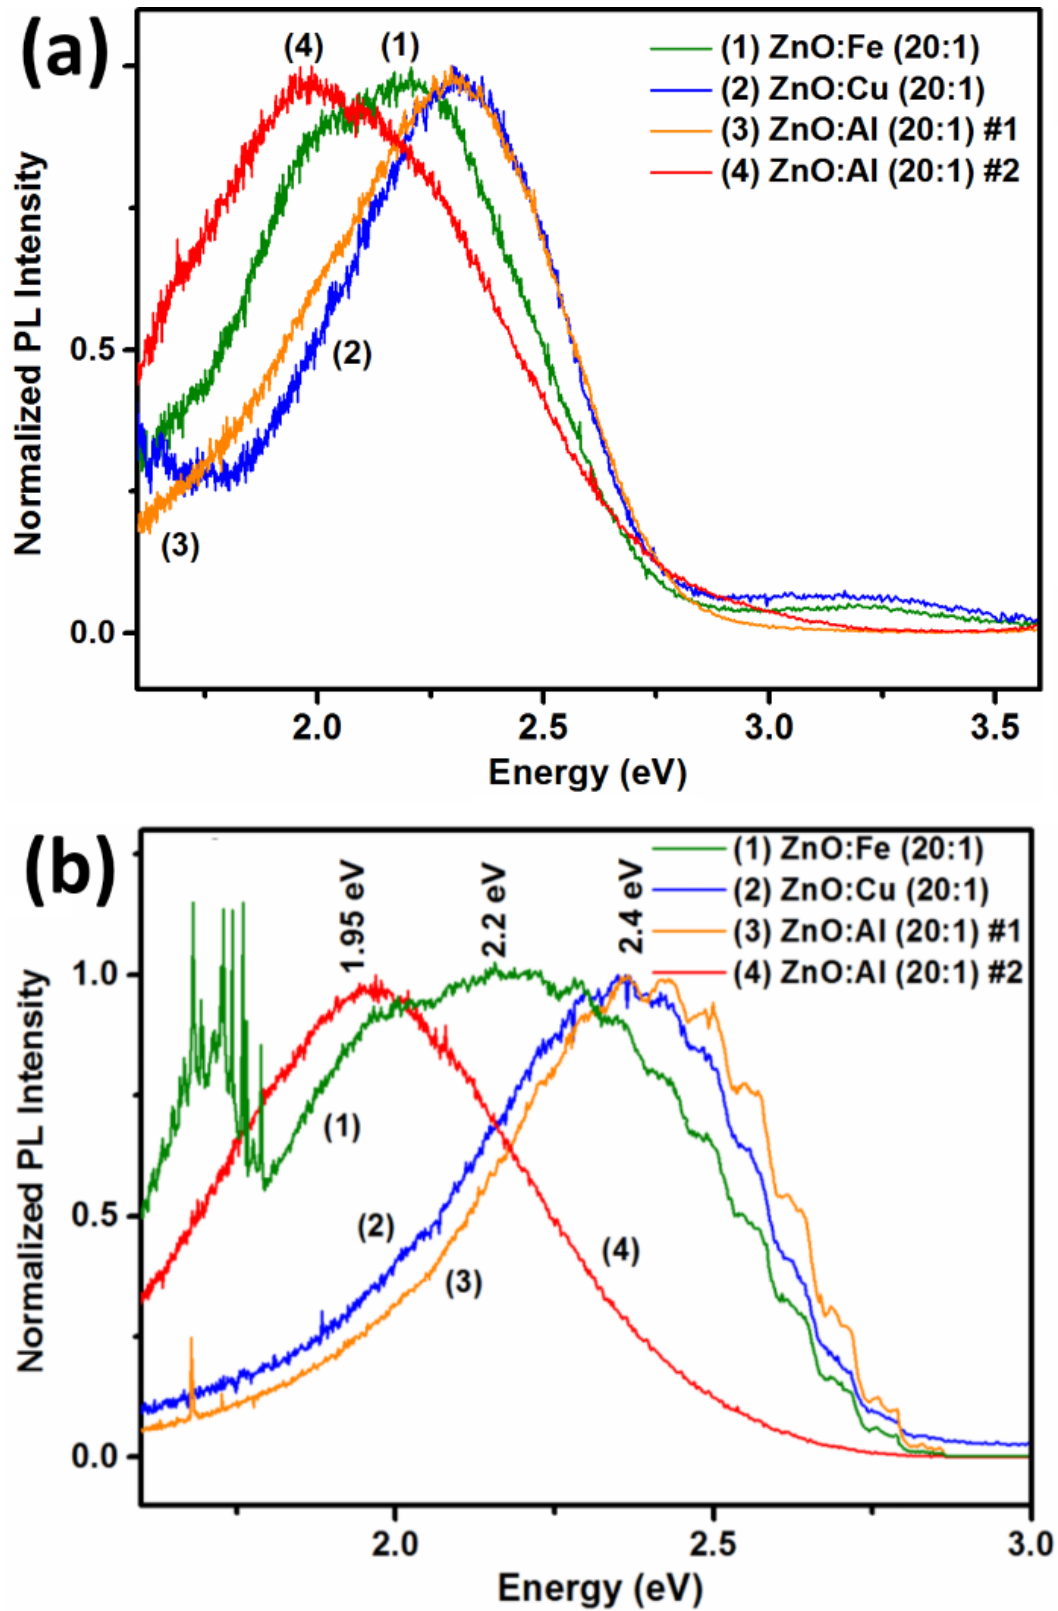 (a)
(4)
(1)
(1) ZnO:Fe (20:1)
(2) ZnO:Cu (20:1)
(3) ZnO:Al (20:1) #1
(4) ZnO:Al (20:1) #2
Normalized PL Intensity
0.5
0.0
(2)
(3)
2.0
2.5
3.0
3.5
Energy (eV)
(b)
1.95 eV
2.2 eV
2.4 eV
(1) ZnO:Fe (20:1)
(2) ZnO:Cu (20:1)
(3) ZnO:Al (20:1) #1
(4) ZnO:Al (20:1) #2
Normalized PL Intensity
1.0
0.5
0.0
(1)
(2)
(3)
(4)
2.0
2.5
3.0
Energy (eV)